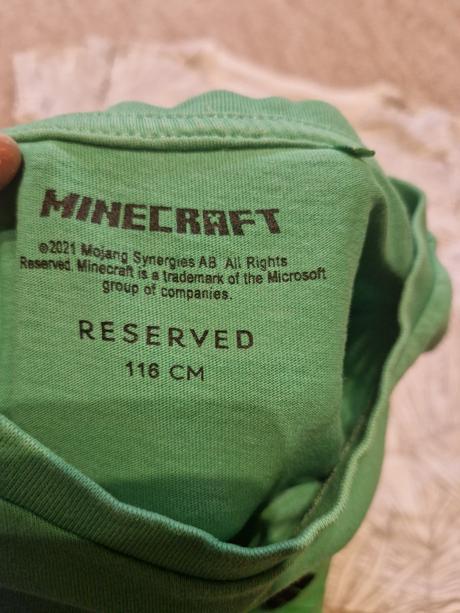 MINECRAFT
©2021 Mojang Synergies AB. All Rights
Reserved. Minecraft is a trademark of the Microsoft
group of companies.
RESERVED
116 CM